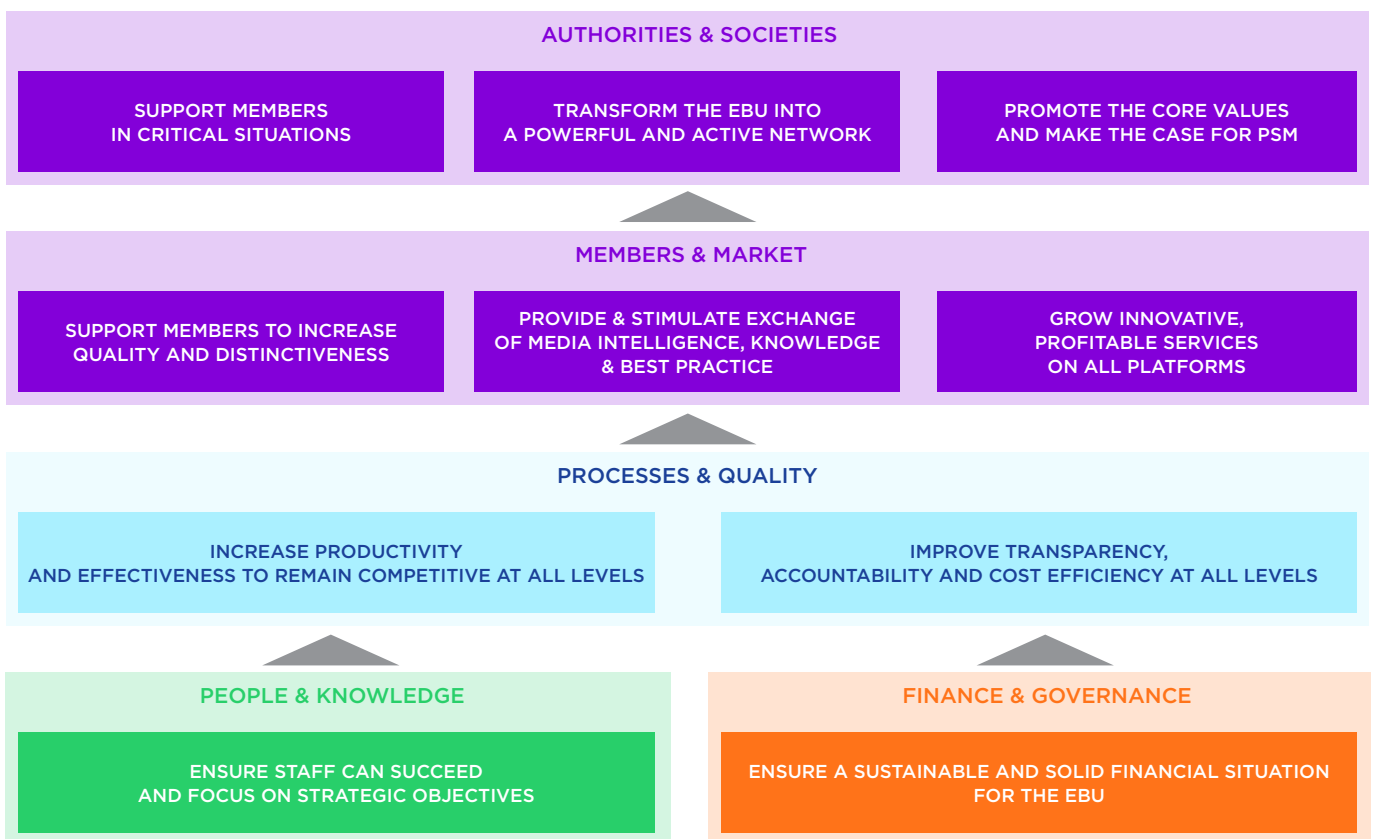 AUTHORITIES & SOCIETIES
SUPPORT MEMBERS
IN CRITICAL SITUATIONS
TRANSFORM THE EBU INTO
A POWERFUL AND ACTIVE NETWORK
PROMOTE THE CORE VALUES
AND MAKE THE CASE FOR PSM
MEMBERS & MARKET
SUPPORT MEMBERS TO INCREASE
QUALITY AND DISTINCTIVENESS
PROVIDE & STIMULATE EXCHANGE
OF MEDIA INTELLIGENCE, KNOWLEDGE
& BEST PRACTICE
GROW INNOVATIVE,
PROFITABLE SERVICES
ON ALL PLATFORMS
PROCESSES & QUALITY
INCREASE PRODUCTIVITY
AND EFFECTIVENESS TO REMAIN COMPETITIVE AT ALL LEVELS
IMPROVE TRANSPARENCY,
ACCOUNTABILITY AND COST EFFICIENCY AT ALL LEVELS
PEOPLE & KNOWLEDGE
ENSURE STAFF CAN SUCCEED
AND FOCUS ON STRATEGIC OBJECTIVES
FINANCE & GOVERNANCE
ENSURE A SUSTAINABLE AND SOLID FINANCIAL SITUATION
FOR THE EBU